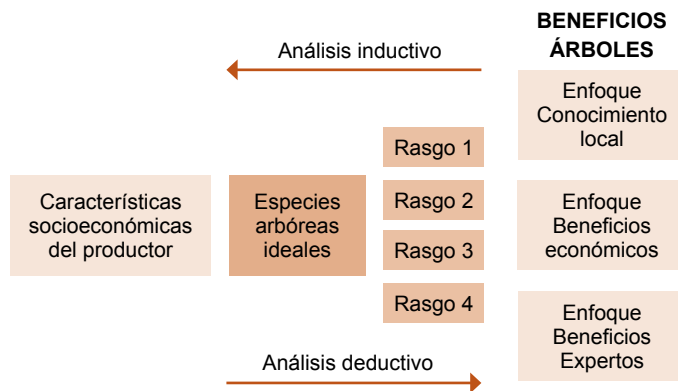 BENEFICIOS
ÁRBOLES
Análisis inductivo
Enfoque
Conocimiento
local
Rasgo 1
Características
socioeconómicas
del productor
Especies
arbóreas
ideales
Rasgo 2
Rasgo 3
Rasgo 4
Enfoque
Beneficios
económicos
Enfoque
Beneficios
Expertos
Análisis deductivo